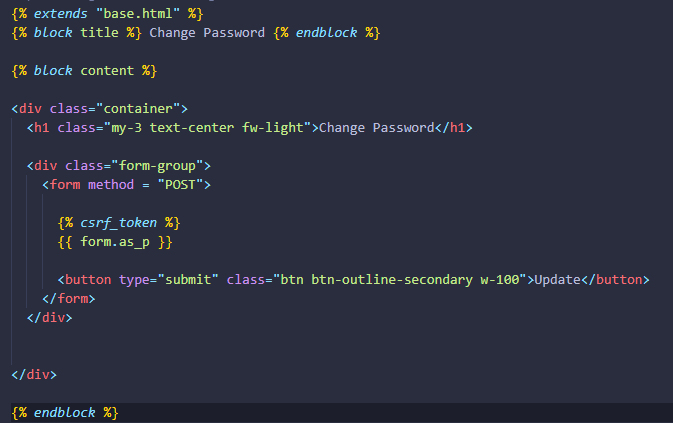 {% extends "base.html" %}
{% block title %} Change Password {% endblock %}
{% block content %}
<div class="container">
<h1 class="my-3 text-center fw-light">Change Password</h1>
<div class="form-group">
<form method = "POST">
{% csrf_token %}
{{ form.as_p }}
<button type="submit" class="btn btn-outline-secondary w-100">Update</button>
</form>
</div>
</div>
{% endblock %}